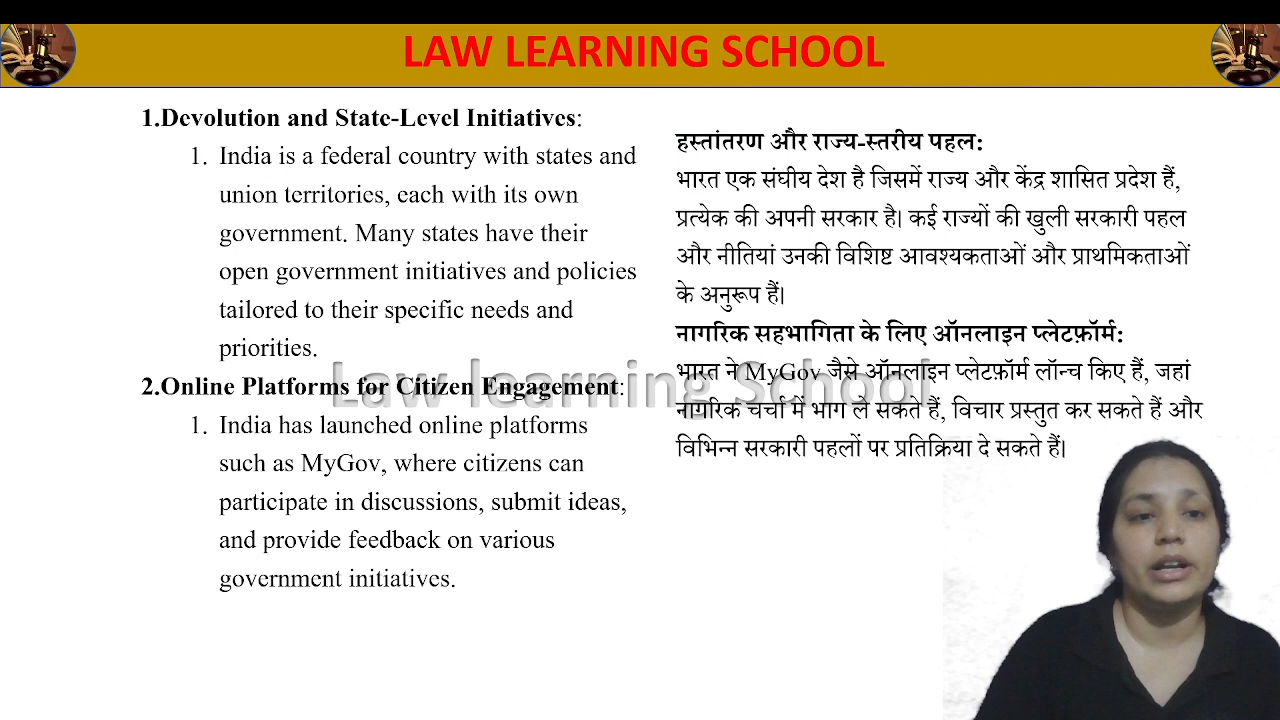 LAW LEARNING SCHOOL
1.Devolution and State-Level Initiatives:
1. India is a federal country with states and
union territories, each with its own
government. Many states have their
open government initiatives and policies
tailored to their specific needs and
priorities.
2.Online Platforms for Citizen Engagement:
1. India has launched online platforms
such as MyGov, where citizens can
participate in discussions, submit ideas,
and provide feedback on various
government initiatives.
हस्तांतरण और राज्य-स्तरीय पहल:
भारत एक संघीय देश है जिसमें राज्य और केंद्र शासित प्रदेश हैं,
प्रत्येक की अपनी सरकार है। कई राज्यों की खुली सरकारी पहल
और नीतियां उनकी विशिष्ट आवश्यकताओं और प्राथमिकताओं
के अनुरूप हैं।
नागरिक सहभागिता के लिए ऑनलाइन प्लेटफ़ॉर्म:
भारत ने MyGov जैसे ऑनलाइन प्लेटफ़ॉर्म लॉन्च किए हैं, जहां
नागरिक चर्चा में भाग ले सकते हैं, विचार प्रस्तुत कर सकते हैं और
विभिन्न सरकारी पहलों पर प्रतिक्रिया दे सकते हैं।
Law learning School